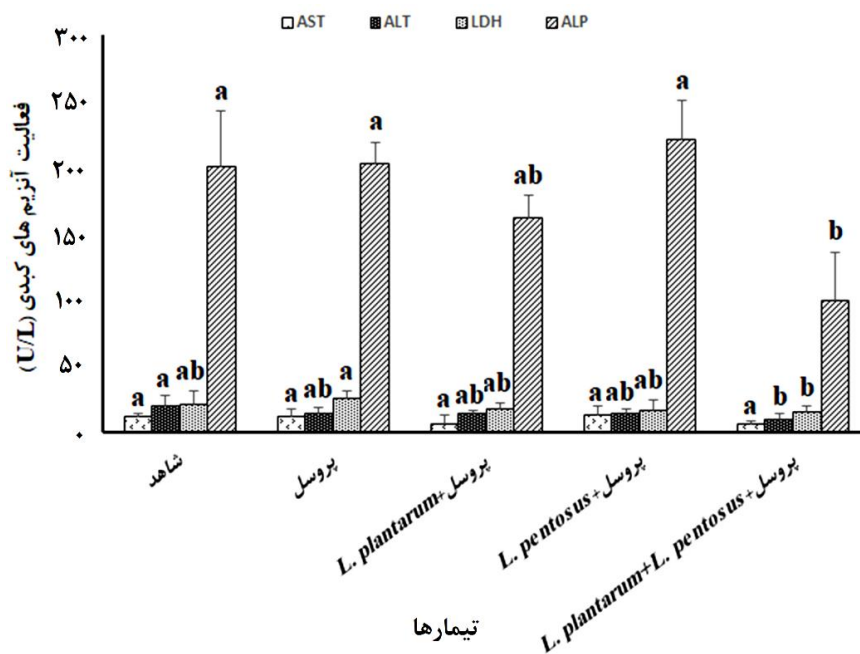 AST ALT LDH ALP
فعالیت آنزیم های کبدی (U/L)
۳۰۰
۲۵۰
۲۰۰
۱۵۰
۱۰۰
۵۰
۰
a a ab a
a ab a a
a ab ab ab
a ab ab a
a b b b
شاهد
پروسل
L. plantarum+پروسل
L. pentosus+پروسل
L. plantarum+L. pentosus+پروسل
تیمارها